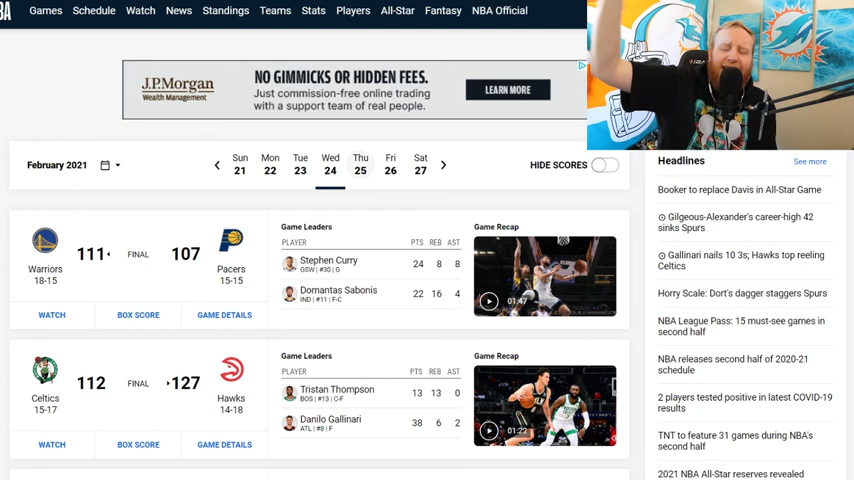 BA
Games Schedule Watch News Standings Teams Stats Players All-Star Fantasy NBA Official
J.P.Morgan
Wealth Management
NO GIMMICKS OR HIDDEN FEES.
Just commission-free online trading
with a support team of real people.
LEARN MORE
February 2021
Sun Mon Tue Wed Thu Fri Sat
21 22 23 24 25 26 27
HIDE SCORES
Warriors
18-15
111
FINAL
107
Pacers
15-15
WATCH BOX SCORE GAME DETAILS
Game Leaders
PLAYER PTS REB AST
Stephen Curry 24 8 8
GSW | #30 | G
Domantas Sabonis 22 16 4
IND | #11 | F-C
Game Recap
01:47
Celtics
15-17
112
FINAL
127
Hawks
14-18
WATCH BOX SCORE GAME DETAILS
Game Leaders
PLAYER PTS REB AST
Tristan Thompson 13 13 0
BOS | #13 | C-F
Danilo Gallinari 38 6 2
ATL | #8 | F
Game Recap
01:22
Headlines
See more
Booker to replace Davis in All-Star Game
Gilgeous-Alexander's career-high 42
sinks Spurs
Gallinari nails 10 3s; Hawks top reeling
Celtics
Horry Scale: Dort's dagger staggers Spurs
NBA League Pass: 15 must-see games in
second half
NBA releases second half of 2020-21
schedule
2 players tested positive in latest COVID-19
results
TNT to feature 31 games during NBA's
second half
2021 NBA All-Star reserves revealed